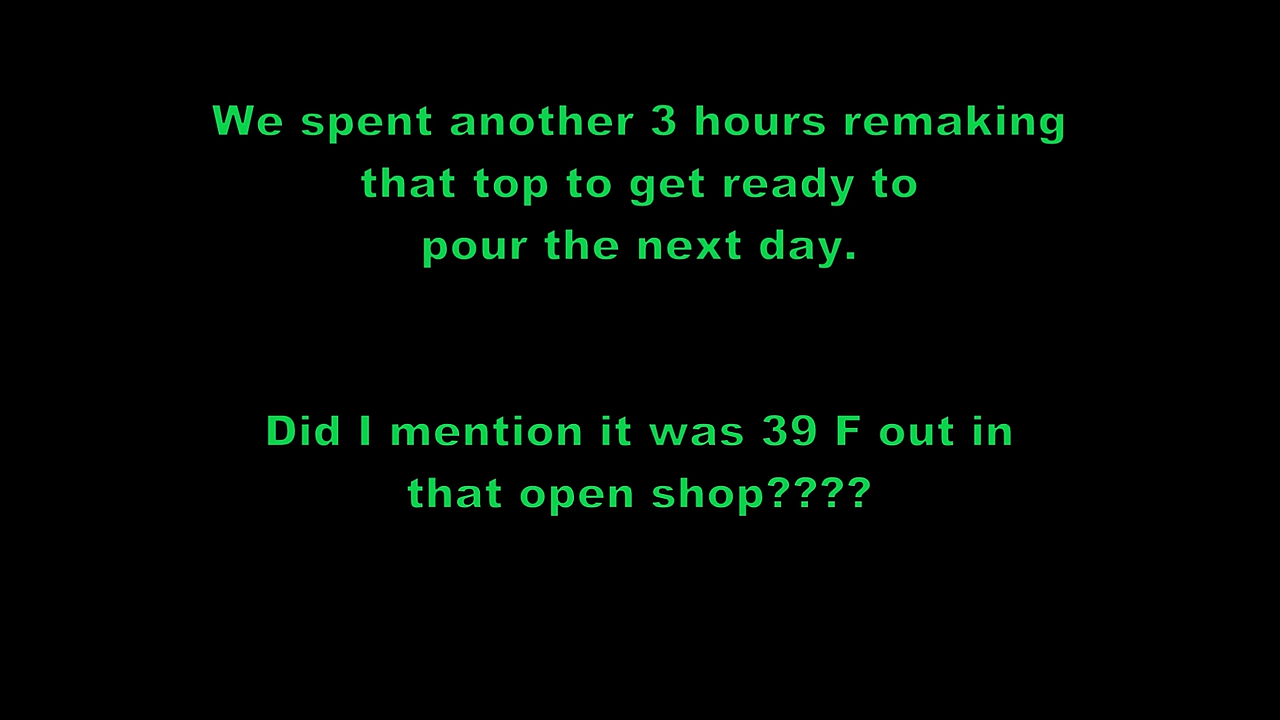 We spent another 3 hours remaking
that top to get ready to
pour the next day.
Did I mention it was 39 F out in
that open shop????